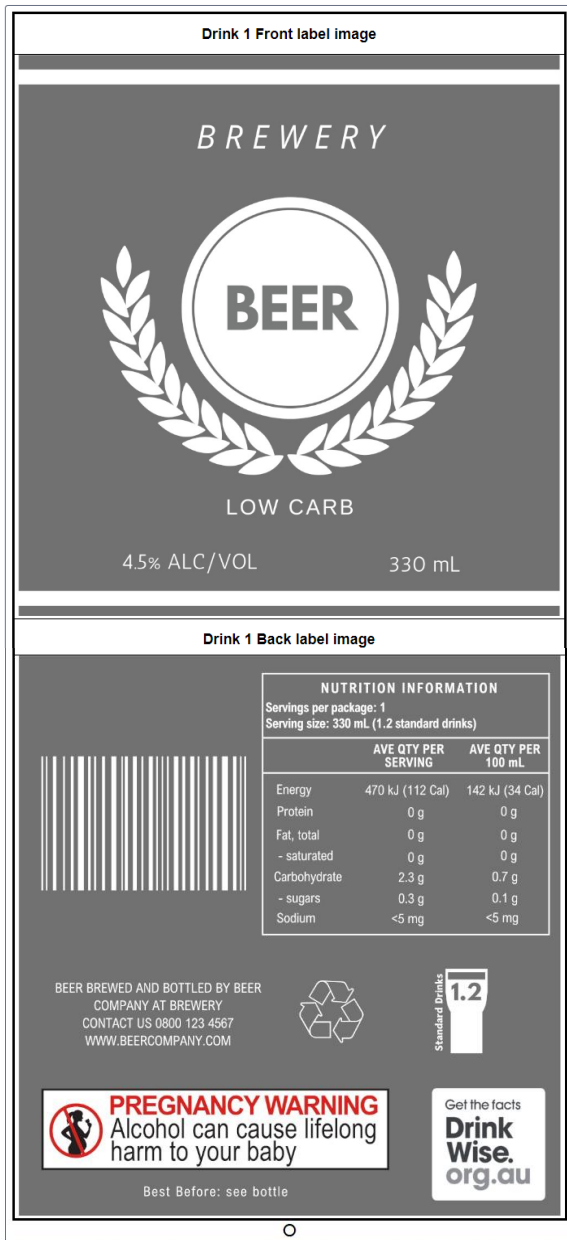 Drink 1 Front label image
BREWERY
BEER
LOW CARB
4.5% ALC/VOL 330 mL
Drink 1 Back label image
NUTRITION INFORMATION
Servings per package: 1
Serving size: 330 mL (1.2 standard drinks)
AVE QTY PER SERVING AVE QTY PER 100 mL
Energy 470 kJ (112 Cal) 142 kJ (34 Cal)
Protein 0 g 0 g
Fat, total 0 g 0 g
- saturated 0 g 0 g
Carbohydrate 2.3 g 0.7 g
- sugars 0.3 g 0.1 g
Sodium <5 mg <5 mg
BEER BREWED AND BOTTLED BY BEER
COMPANY AT BREWERY
CONTACT US 0800 123 4567
WWW.BEERCOMPANY.COM
Standard Drinks
1.2
PREGNANCY WARNING
Alcohol can cause lifelong
harm to your baby
Get the facts
Drink
Wise.
org.au
Best Before: see bottle